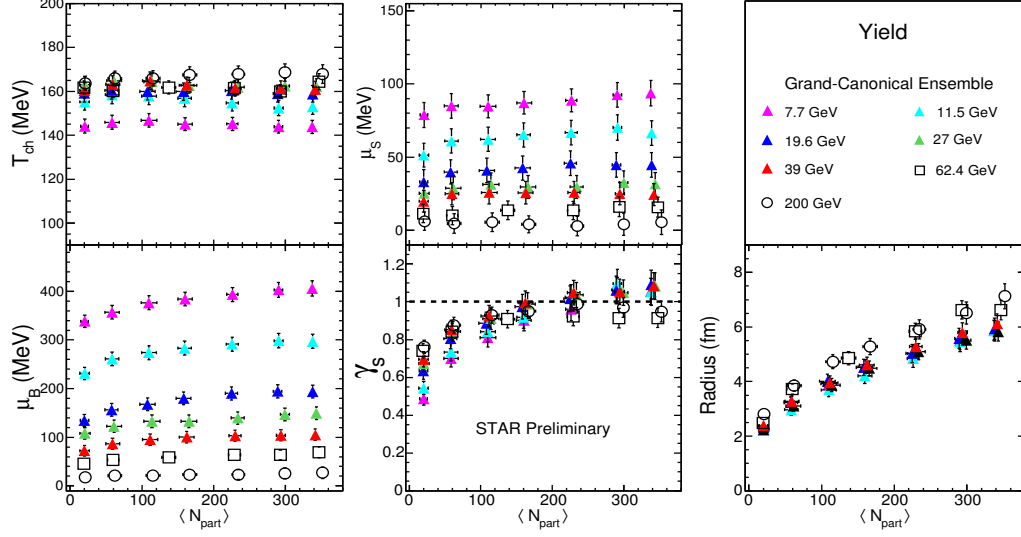 200
180
160
140
120
100
T_ch (MeV)
150
100
50
0
μ_S (MeV)
Yield
Grand-Canonical Ensemble
7.7 GeV
11.5 GeV
19.6 GeV
27 GeV
39 GeV
62.4 GeV
200 GeV
400
300
200
100
0
μ_B (MeV)
0 100 200 300
⟨ N_part ⟩
1.2
1
0.8
0.6
0.4
0.2
0
γ_s
STAR Preliminary
0 100 200 300
⟨ N_part ⟩
8
6
4
2
0
Radius (fm)
0 100 200 300
⟨ N_part ⟩